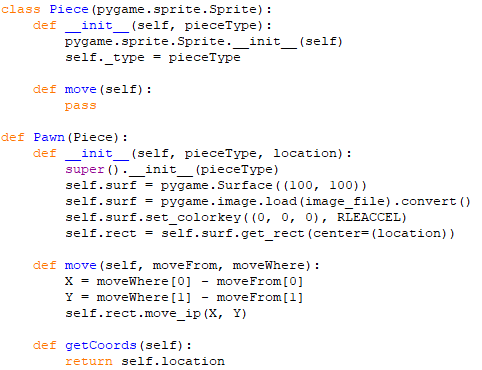 class Piece(pygame.sprite.Sprite):
    def __init__(self, pieceType):
        pygame.sprite.Sprite.__init__(self)
        self._type = pieceType

    def move(self):
        pass

def Pawn(Piece):
    def __init__(self, pieceType, location):
        super().__init__(pieceType)
        self.surf = pygame.Surface((100, 100))
        self.surf = pygame.image.load(image_file).convert()
        self.surf.set_colorkey((0, 0, 0), RLEACCEL)
        self.rect = self.surf.get_rect(center=(location))

    def move(self, moveFrom, moveWhere):
        X = moveWhere[0] - moveFrom[0]
        Y = moveWhere[1] - moveFrom[1]
        self.rect.move_ip(X, Y)

    def getCoords(self):
        return self.location